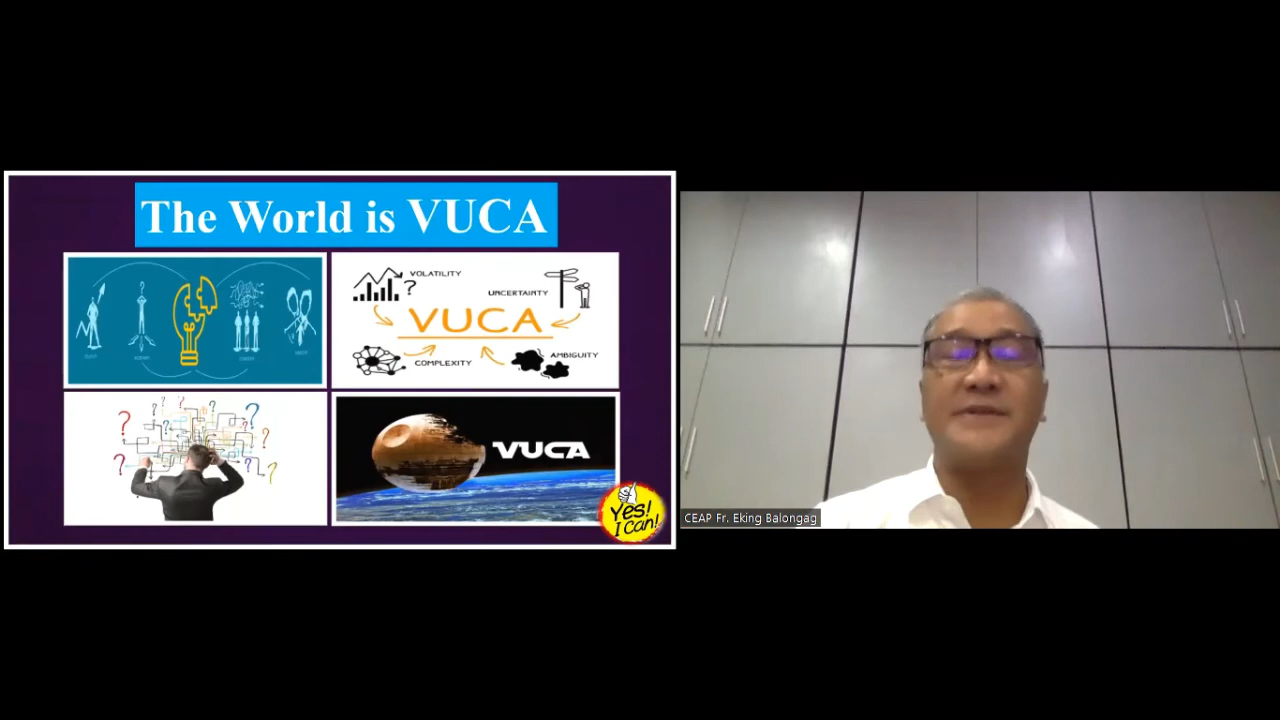 The World is VUCA
VOLATILITY
?
UNCERTAINTY
VUCA
COMPLEXITY
AMBIGUITY
VUCA
Yes!
I can!
CEAP Fr. Eking Balongag